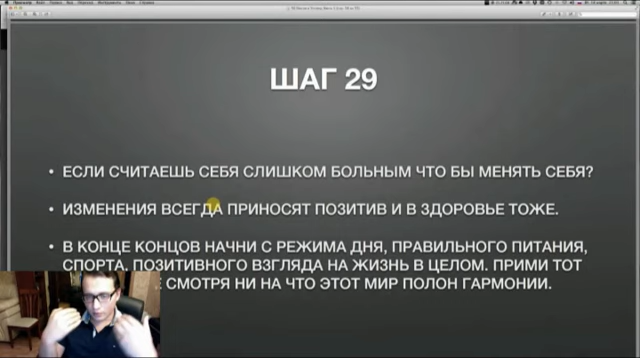 ШАГ 29
• ЕСЛИ СЧИТАЕШЬ СЕБЯ СЛИШКОМ БОЛЬНЫМ ЧТО БЫ МЕНЯТЬ СЕБЯ?
• ИЗМЕНЕНИЯ ВСЕГДА ПРИНОСЯТ ПОЗИТИВ И В ЗДОРОВЬЕ ТОЖЕ.
• В КОНЦЕ КОНЦОВ НАЧНИ С РЕЖИМА ДНЯ, ПРАВИЛЬНОГО ПИТАНИЯ,
СПОРТА, ПОЗИТИВНОГО ВЗГЛЯДА НА ЖИЗНЬ В ЦЕЛОМ. ПРИМИ ТОТ
СМОТРЯ НИ НА ЧТО ЭТОТ МИР ПОЛОН ГАРМОНИИ.